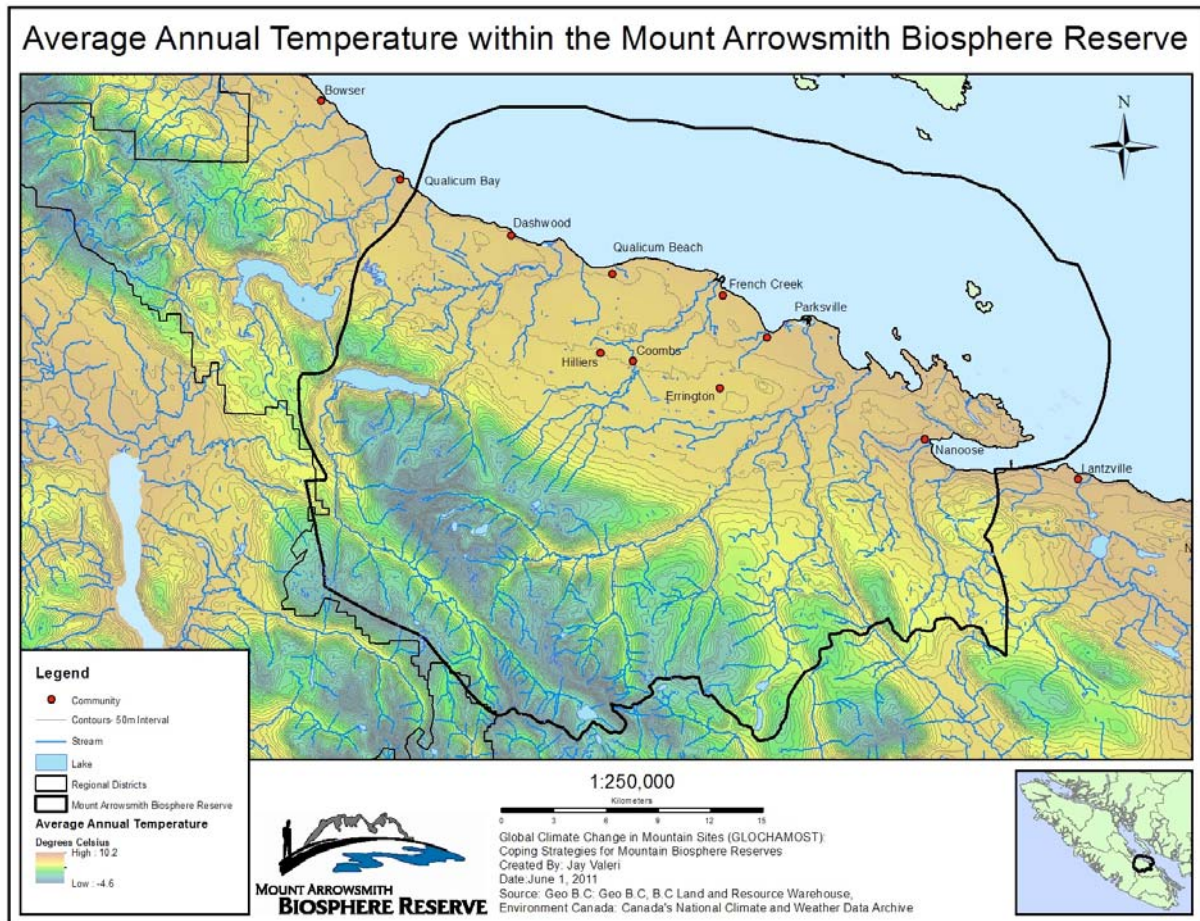 Average Annual Temperature within the Mount Arrowsmith Biosphere Reserve
Bowser
N
Qualicum Bay
Dashwood
Qualicum Beach
French Creek
Parksville
Hilliers
Coombs
Errington
Nanoose
Lantzville
N
Legend
Community
Contours- 50m Interval
Stream
Lake
Regional Districts
Mount Arrowsmith Biosphere Reserve
Average Annual Temperature
Degrees Celsius
High : 10.2
Low : -4.6
MOUNT ARROWSMITH
BIOSPHERE RESERVE
1:250,000
Kilometers
0 3 6 9 12 15
Global Climate Change in Mountain Sites (GLOCHAMOST):
Coping Strategies for Mountain Biosphere Reserves
Created By: Jay Valeri
Date:June 1, 2011
Source: Geo B.C: Geo B.C, B.C Land and Resource Warehouse,
Environment Canada: Canada's National Climate and Weather Data Archive